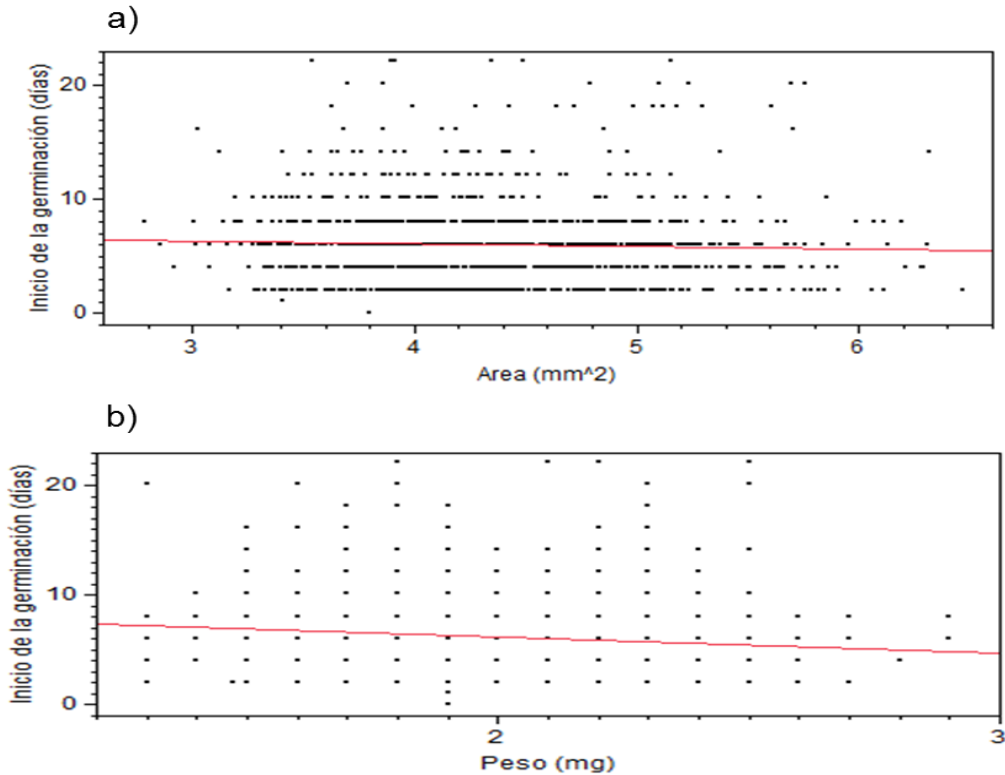 a)
Inicio de la germinación (días)
20
10
0
3 4 5 6
Area (mm^2)
b)
Inicio de la germinación (días)
20
10
0
2 3
Peso (mg)